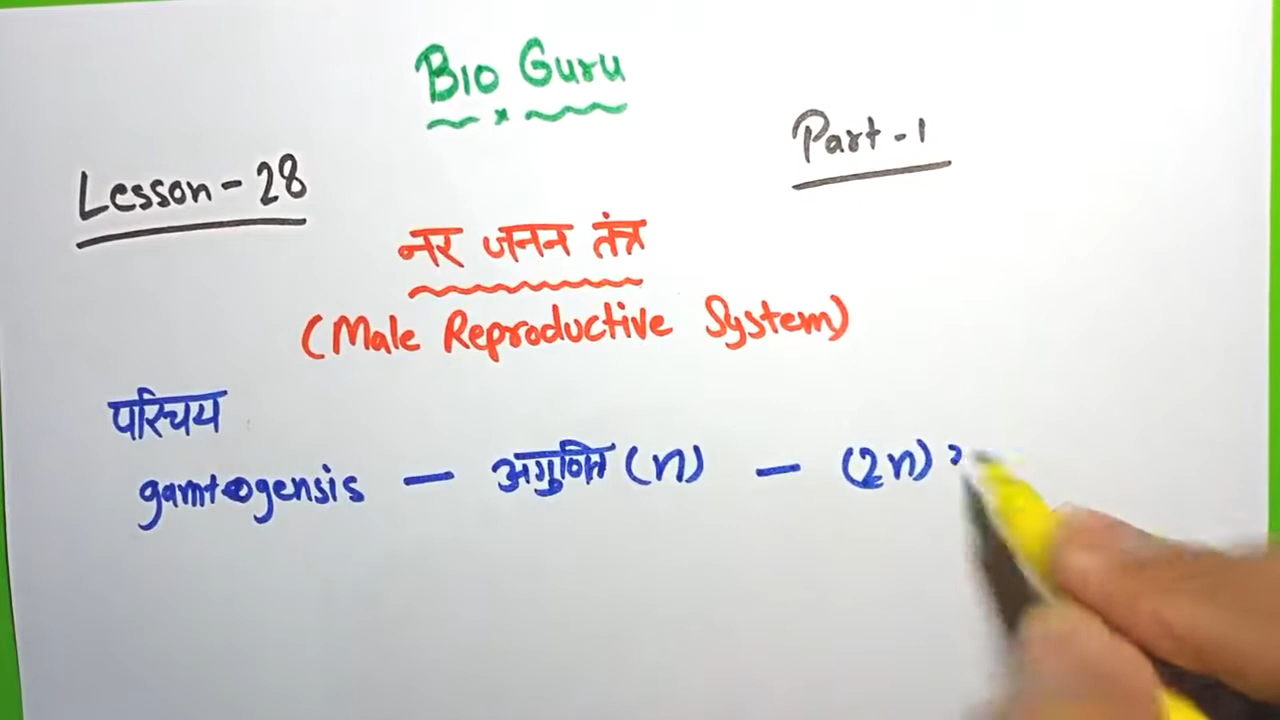 Bio Guru
Part-1
Lesson-28
नर जनन तंत्र
(Male Reproductive System)
परिचय
gamtogensis — अगुणित (n) — (2n)